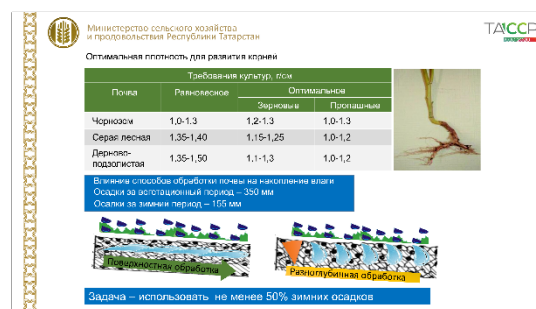 Министерство сельского хозяйства
и продовольствия Республики Татарстан
ТАССР
Оптимальная плотность для развития корней
Требования культур, г/см
Почва Равновесное Оптимальное
Зерновые Пропашные
Чернозем 1,0-1.3 1,2-1.3 1.0-1.3
Серая лесная 1.35-1,40 1,15-1,25 1.0-1,2
Дерново-
подзолистая 1.35-1,50 1.1-1,3 1.0-1,2
Влияние способов обработки почвы на накопление влаги
Осадки за вегетационный период – 350 мм
Осадки за зимний период – 155 мм
Поверхностная обработка
Разноглубинная обработка
Задача – использовать не менее 50% зимних осадков